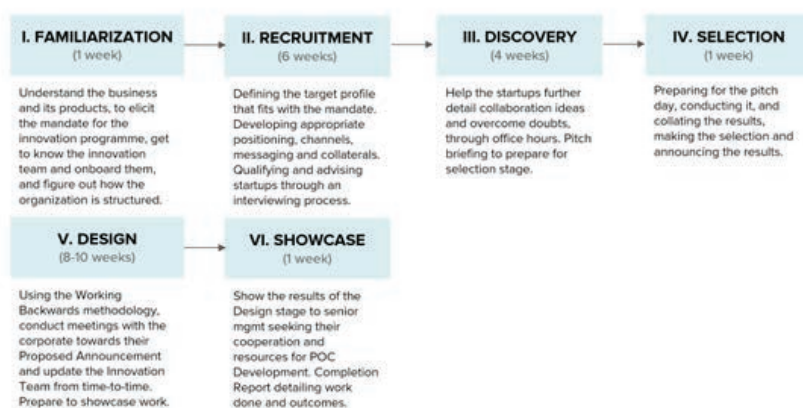 I. FAMILIARIZATION
(1 week)
Understand the business
and its products, to elicit
the mandate for the
innovation programme, get
to know the innovation
team and onboard them,
and figure out how the
organization is structured.
II. RECRUITMENT
(6 weeks)
Defining the target profile
that fits with the mandate.
Developing appropriate
positioning, channels,
messaging and collaterals.
Qualifying and advising
startups through an
interviewing process.
III. DISCOVERY
(4 weeks)
Help the startups further
detail collaboration ideas
and overcome doubts,
through office hours. Pitch
briefing to prepare for
selection stage.
IV. SELECTION
(1 week)
Preparing for the pitch
day, conducting it, and
collating the results,
making the selection and
announcing the results.
V. DESIGN
(8-10 weeks)
Using the Working
Backwards methodology,
conduct meetings with the
corporate towards their
Proposed Announcement
and update the Innovation
Team from time-to-time.
Prepare to showcase work.
VI. SHOWCASE
(1 week)
Show the results of the
Design stage to senior
mgmt seeking their
cooperation and
resources for POC
Development. Completion
Report detailing work
done and outcomes.